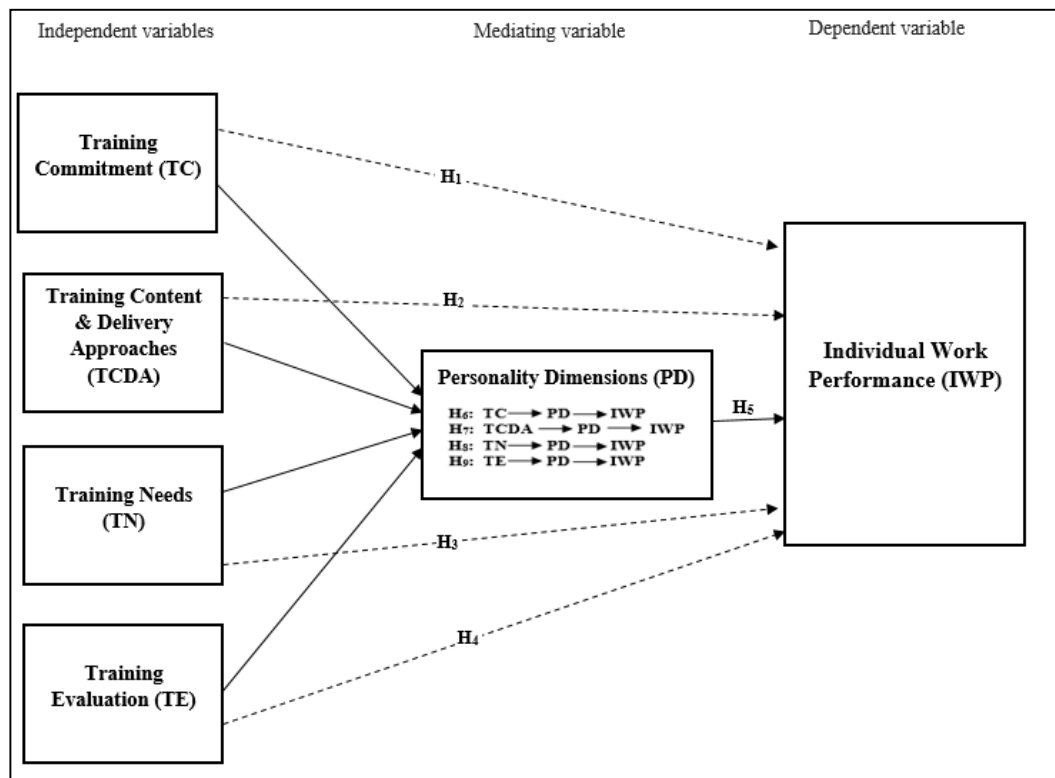 Independent variables
Mediating variable
Dependent variable
Training
Commitment (TC)
H₁
Training Content
& Delivery
Approaches
(TCDA)
H₂
Individual Work
Performance (IWP)
Personality Dimensions (PD)
H₆: TC → PD → IWP
H₇: TCDA → PD → IWP
H₈: TN → PD → IWP
H₉: TE → PD → IWP
H₅
Training Needs
(TN)
H₃
H₄
Training
Evaluation (TE)